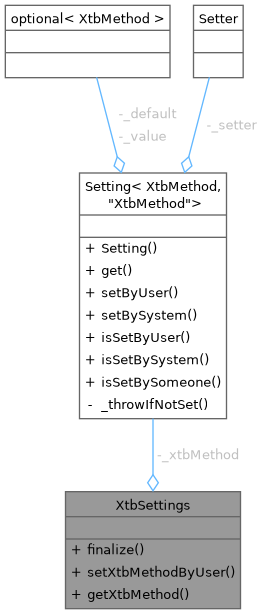 optional< XtbMethod >
Setter
-_default
-_value
-_setter
Setting< XtbMethod,
"XtbMethod">
+ Setting()
+ get()
+ setByUser()
+ setBySystem()
+ isSetByUser()
+ isSetBySystem()
+ isSetBySomeone()
- _throwIfNotSet()
-_xtbMethod
XtbSettings
+ finalize()
+ setXtbMethodByUser()
+ getXtbMethod()